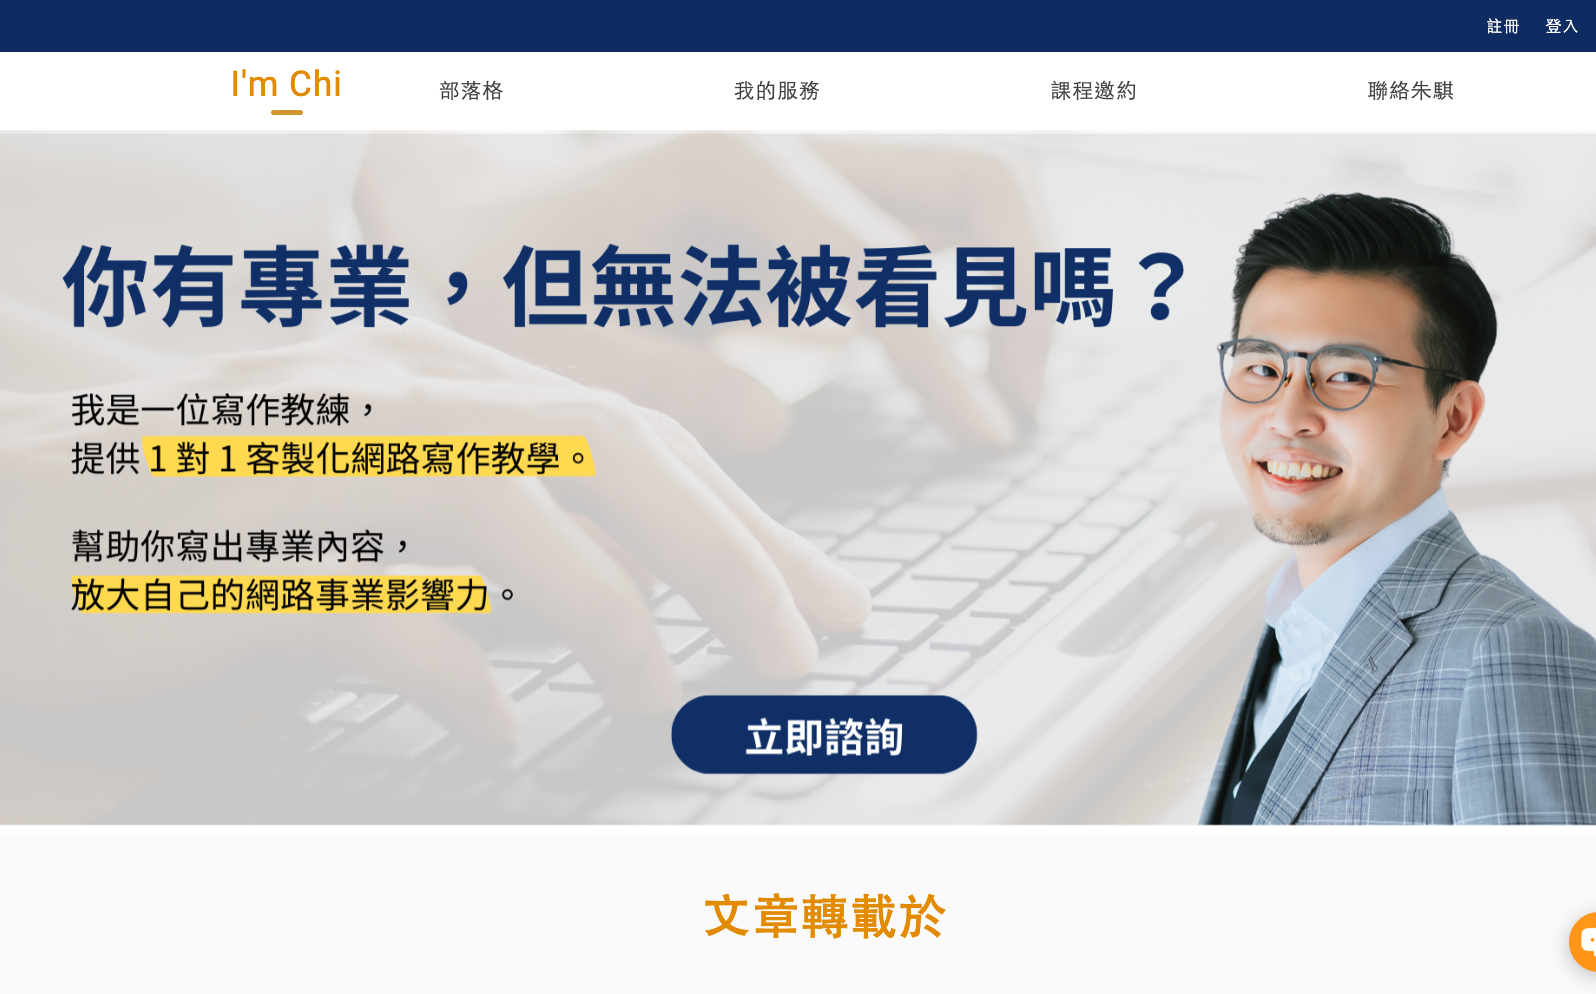 註冊 登入
I'm Chi 部落格 我的服務 課程邀約 聯絡朱騏
你有專業，但無法被看見嗎？
我是一位寫作教練，
提供 1 對 1 客製化網路寫作教學。
幫助你寫出專業內容，
放大自己的網路事業影響力。
立即諮詢
文章轉載於